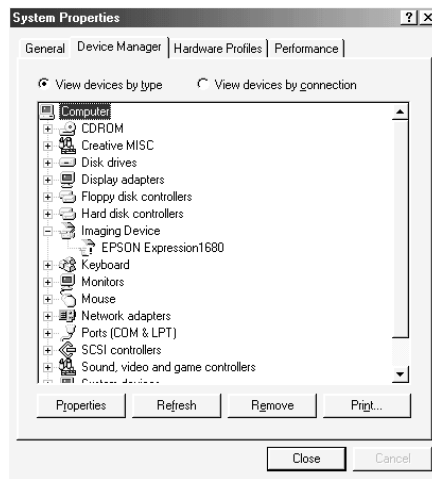 System Properties
General
Device Manager
Hardware Profiles
Performance
View devices by type
View devices by connection
Computer
CDROM
Creative MISC
Disk drives
Display adapters
Floppy disk controllers
Hard disk controllers
Imaging Device
EPSON Expression1680
Keyboard
Monitors
Mouse
Network adapters
Ports (COM & LPT)
SCSI controllers
Sound, video and game controllers
System devices
Properties
Refresh
Remove
Print...
Close
Cancel